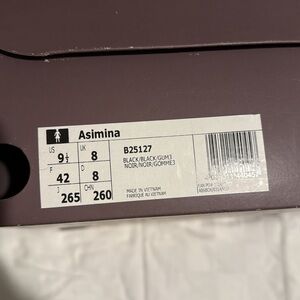 Asimina
US 9½ UK 8
F 42 D 8
J 265 CHN 260
B25127
BLACK/BLACK/GUM3
NOIR/NOIR/GOMME3
MADE IN VIETNAM
FABRIQUÉ AU VIETNAM